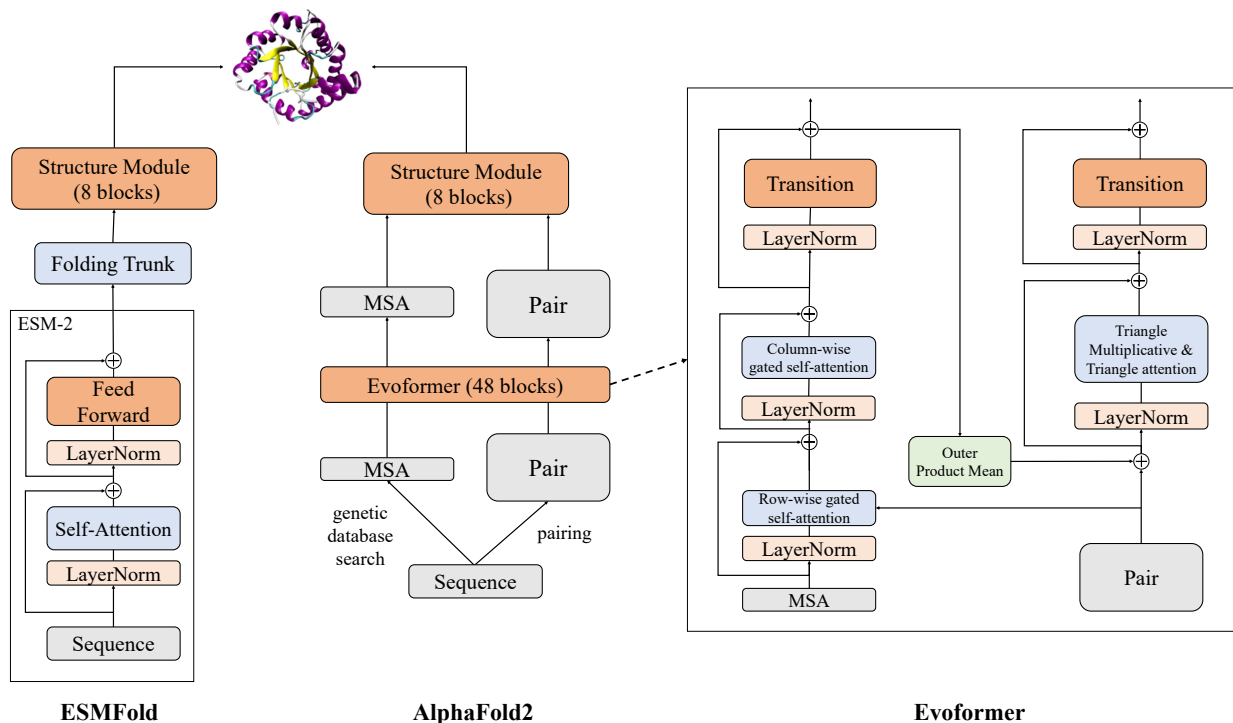 Structure Module
(8 blocks)
Folding Trunk
ESM-2
Feed
Forward
LayerNorm
Self-Attention
LayerNorm
Sequence
ESMFold
Structure Module
(8 blocks)
MSA
Pair
Evoformer (48 blocks)
MSA
Pair
genetic
database
search
pairing
Sequence
AlphaFold2
Transition
LayerNorm
Column-wise
gated self-attention
LayerNorm
Row-wise gated
self-attention
LayerNorm
MSA
Outer
Product Mean
Transition
LayerNorm
Triangle
Multiplicative &
Triangle attention
LayerNorm
Pair
Evoformer